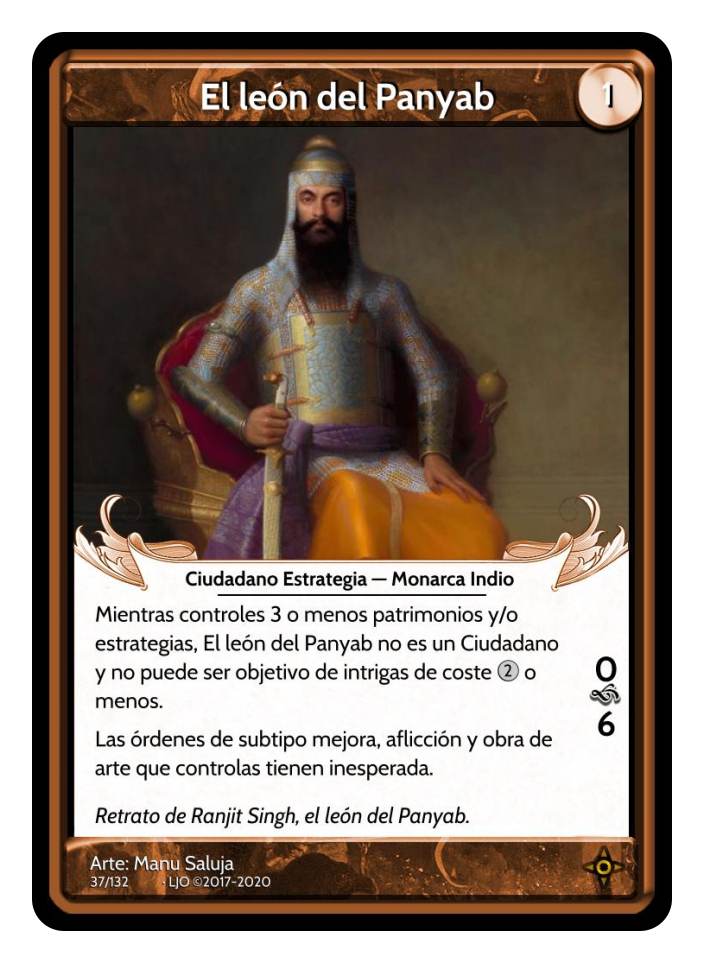 El león del Panyab
1
Ciudadano Estrategia — Monarca Indio
Mientras controles 3 o menos patrimonios y/o
estrategias, El león del Panyab no es un Ciudadano
y no puede ser objetivo de intrigas de coste 2 o
menos.
Las órdenes de subtipo mejora, aflicción y obra de
arte que controlas tienen inesperada.
0
6
Retrato de Ranjit Singh, el león del Panyab.
Arte: Manu Saluja
37/132 · LJO ©2017-2020